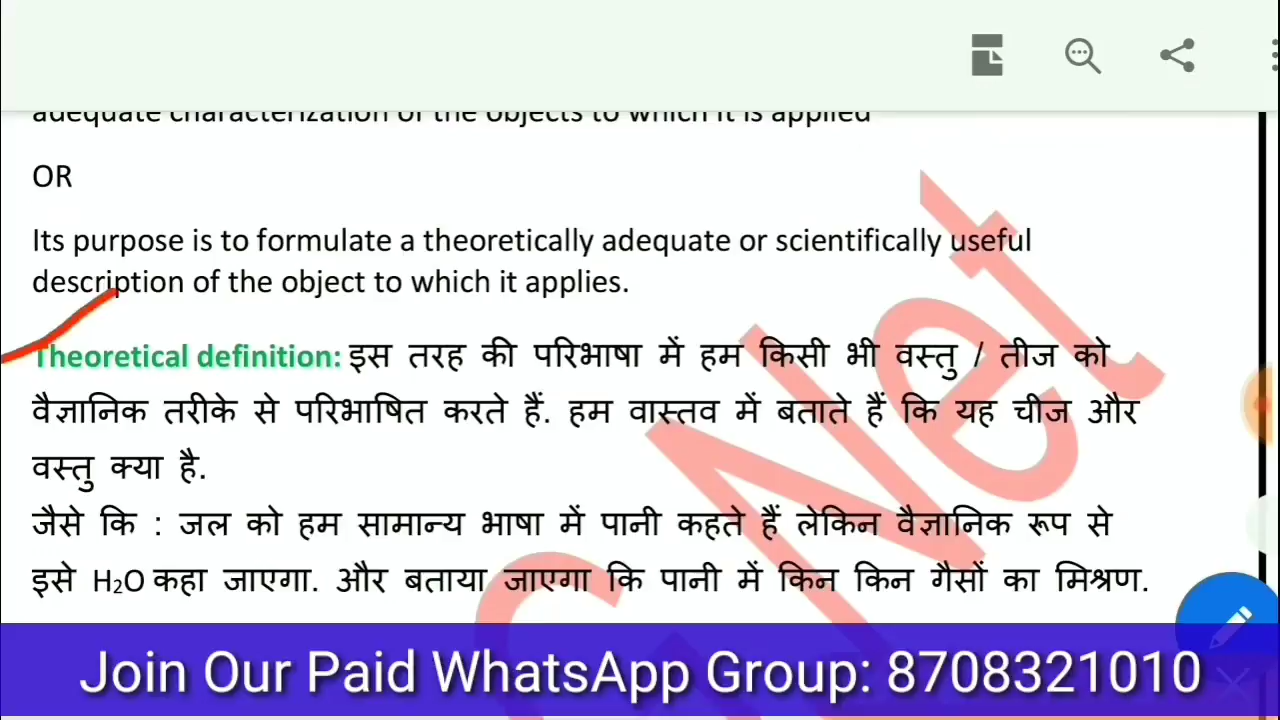 adequate characterization of the objects to which it is applied
OR
Its purpose is to formulate a theoretically adequate or scientifically useful
description of the object to which it applies.
Theoretical definition: इस तरह की परिभाषा में हम किसी भी वस्तु / तीज को
वैज्ञानिक तरीके से परिभाषित करते हैं. हम वास्तव में बताते हैं कि यह चीज और
वस्तु क्या है.
जैसे कि : जल को हम सामान्य भाषा में पानी कहते हैं लेकिन वैज्ञानिक रूप से
इसे H₂O कहा जाएगा. और बताया जाएगा कि पानी में किन किन गैसों का मिश्रण.
G Net
Join Our Paid WhatsApp Group: 8708321010